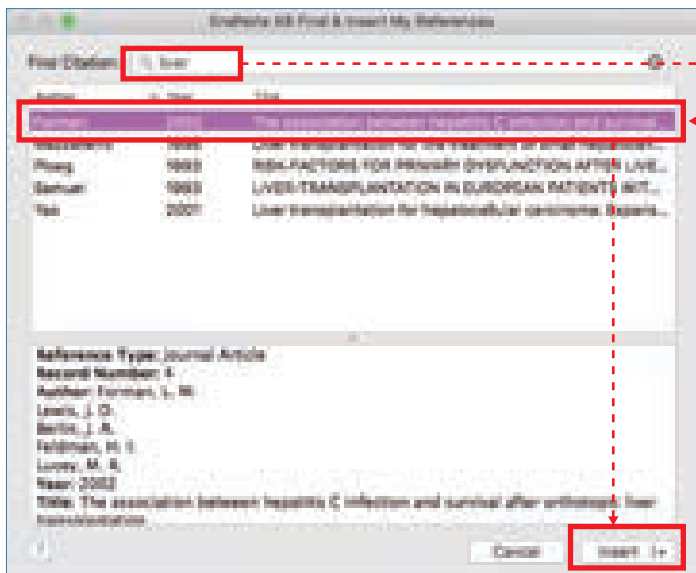 EndNote X8 Find & Insert My References
Find Citation: liver
Author Year Title
Forman 2002 The association between hepatitis C infection and survival...
Mazzaferro 1996 Liver transplantation for the treatment of small hepatocell...
Ploeg 1993 RISK-FACTORS FOR PRIMARY DYSFUNCTION AFTER LIVE...
Samuel 1993 LIVER-TRANSPLANTATION IN EUROPEAN PATIENTS WIT...
Yao 2001 Liver transplantation for hepatocellular carcinoma: Expans...
Reference Type: Journal Article
Record Number: 4
Author: Forman, L. M.
Lewis, J. D.
Berlin, J. A.
Feldman, H. I.
Lucey, M. R.
Year: 2002
Title: The association between hepatitis C infection and survival after orthotopic liver
transplantation
Cancel Insert